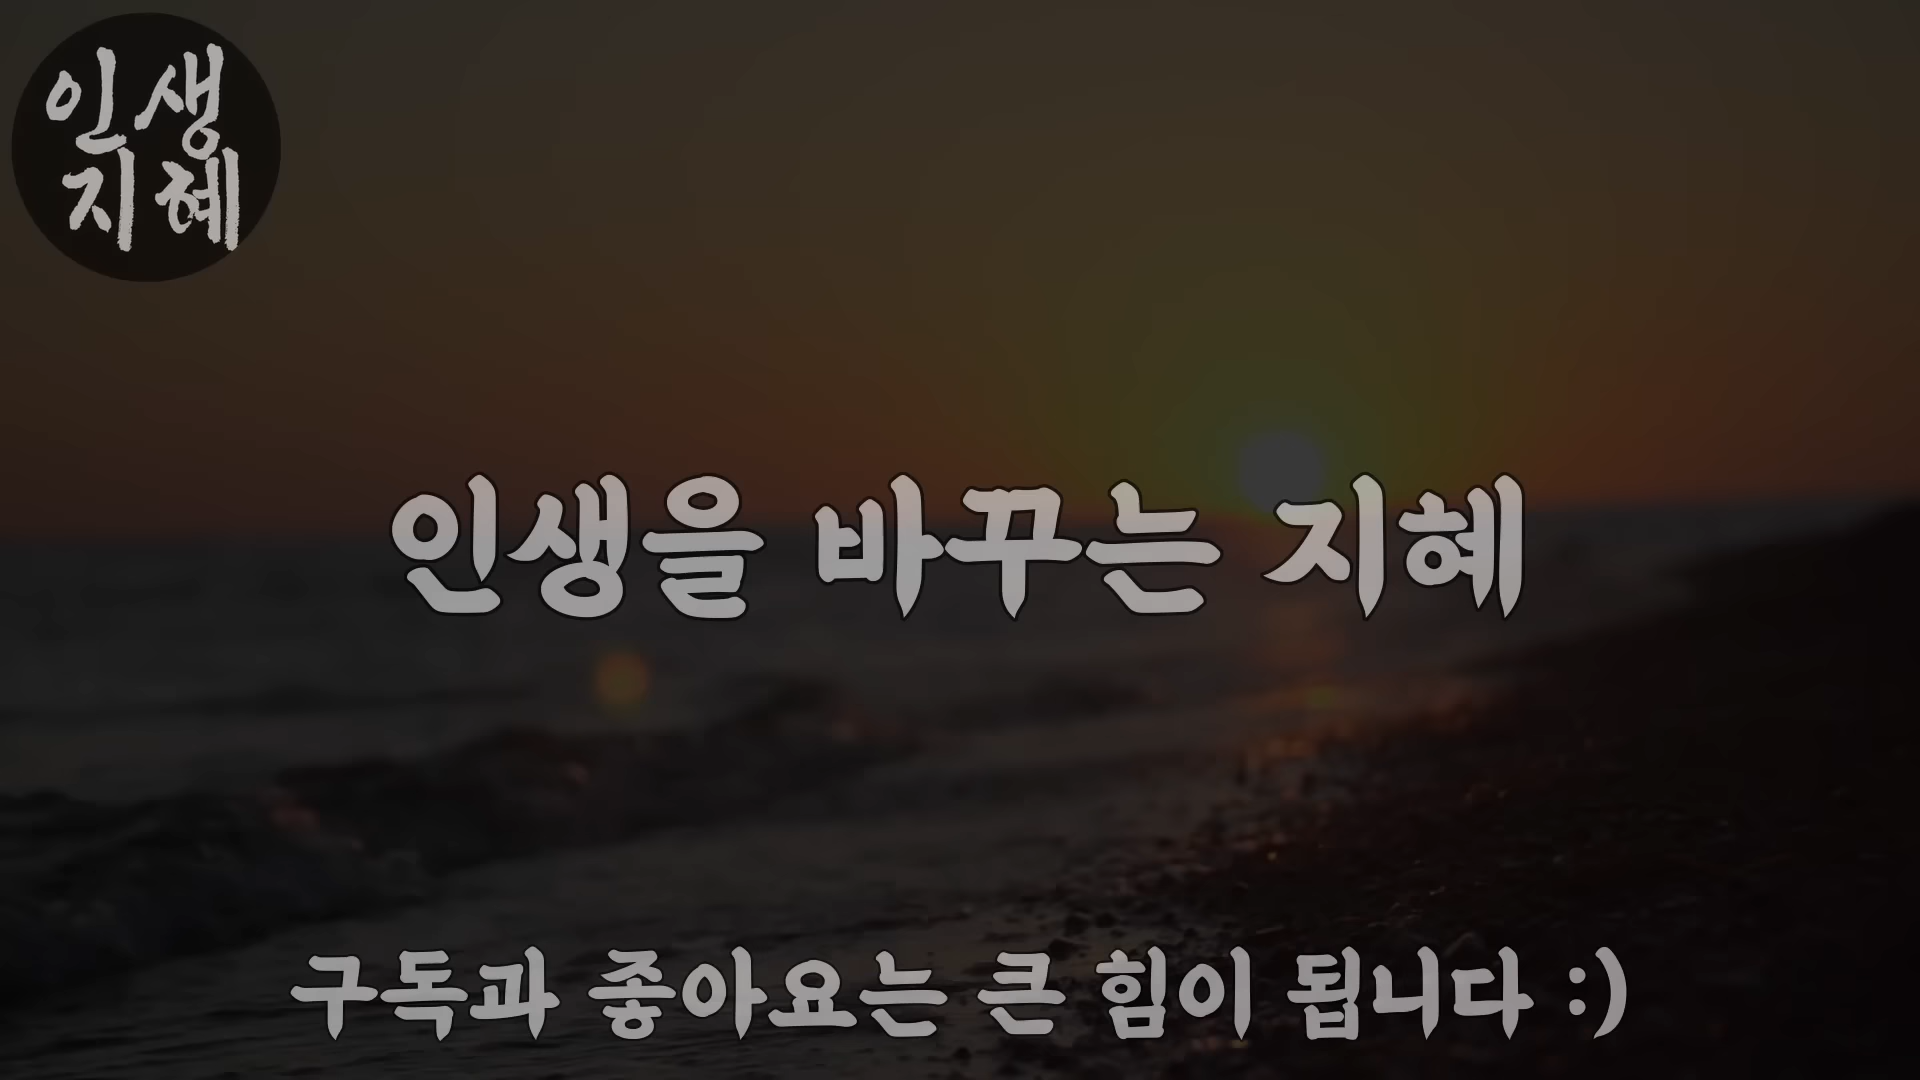 인생
지혜
인생을 바꾸는 지혜
구독과 좋아요는 큰 힘이 됩니다 :)